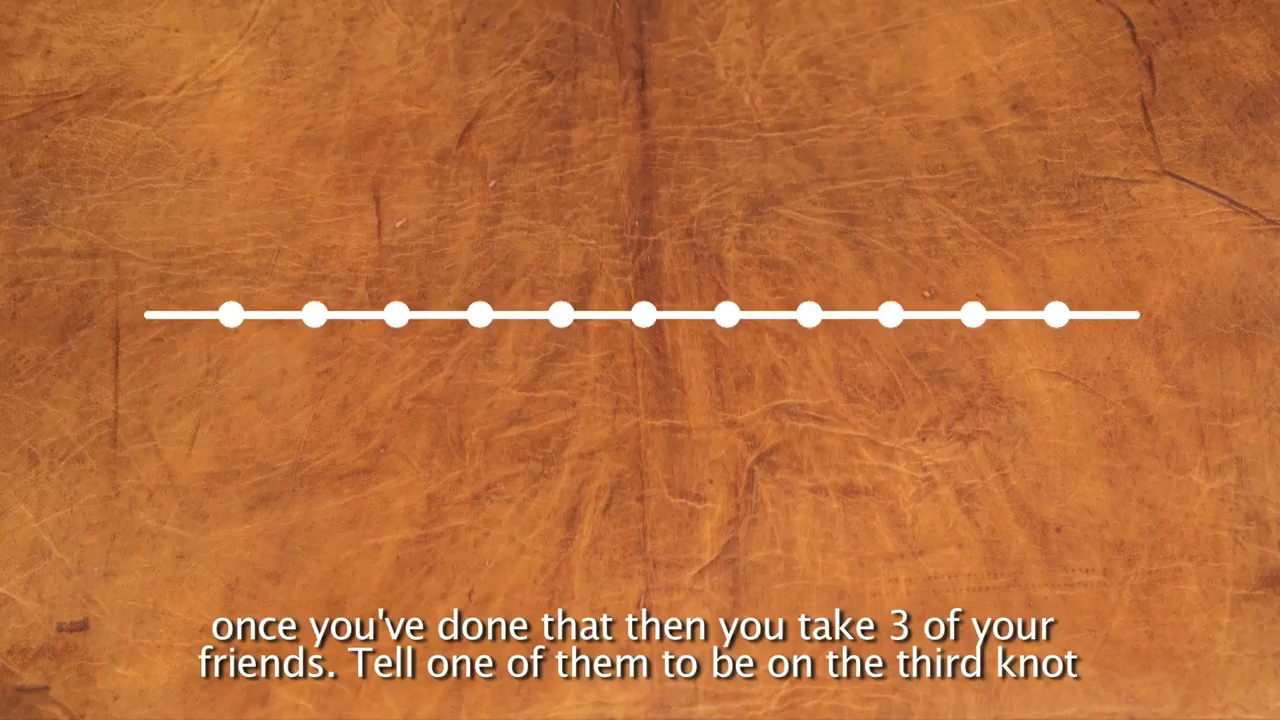 once you've done that then you take 3 of your
friends. Tell one of them to be on the third knot